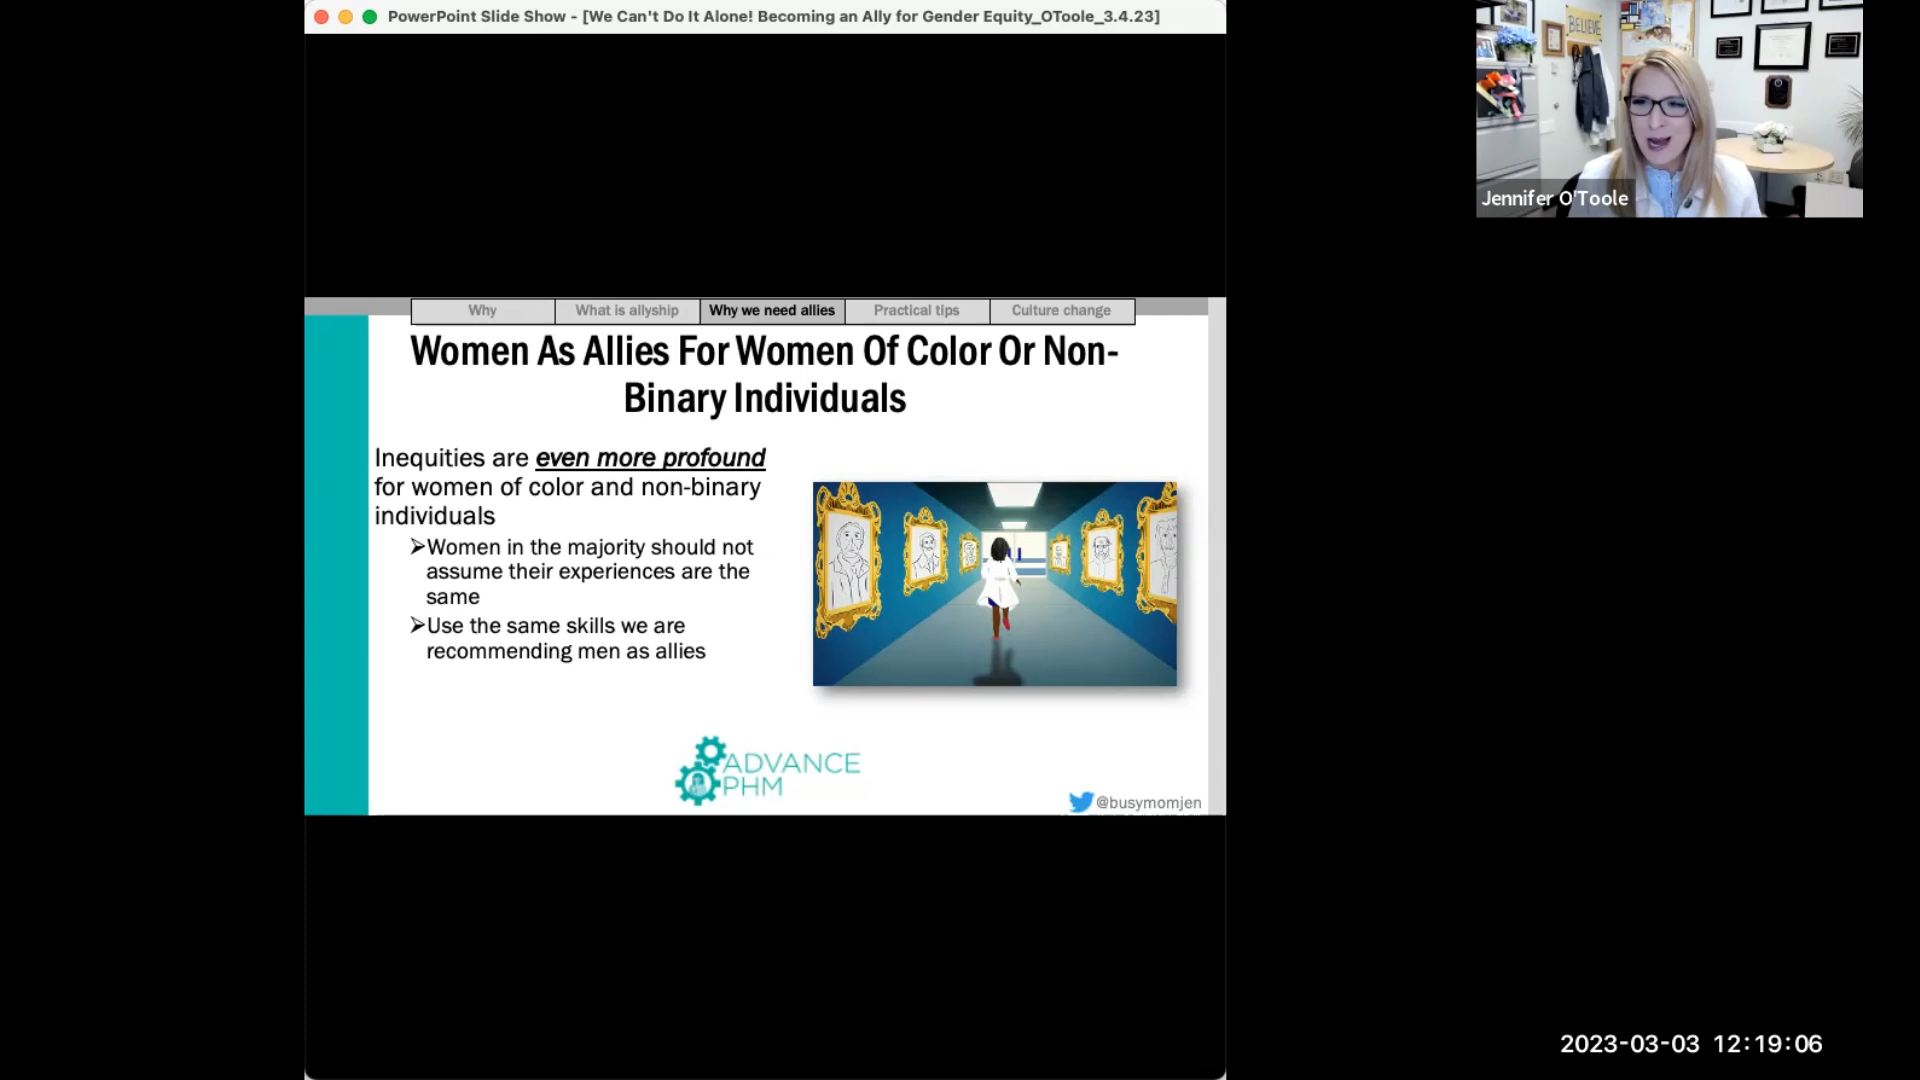 PowerPoint Slide Show - [We Can't Do It Alone! Becoming an Ally for Gender Equity_OToole_3.4.23]
BELIEVE
Jennifer O'Toole
Why
What is allyship
Why we need allies
Practical tips
Culture change
Women As Allies For Women Of Color Or Non-
Binary Individuals
Inequities are even more profound
for women of color and non-binary
individuals
➢Women in the majority should not
assume their experiences are the
same
➢Use the same skills we are
recommending men as allies
ADVANCE
PHM
@busymomjen
2023-03-03 12:19:06